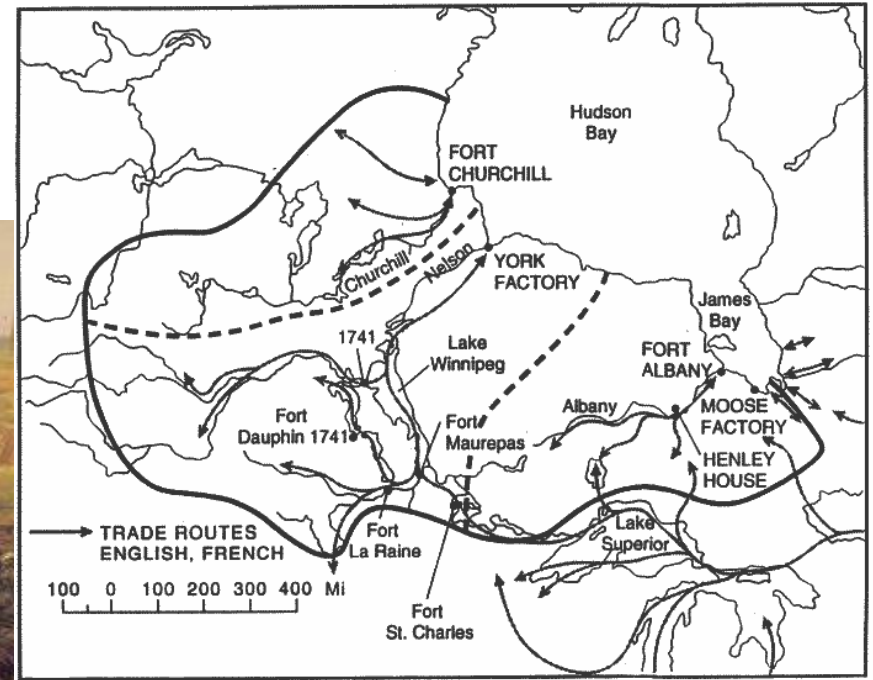 Hudson
Bay
FORT
CHURCHILL
Churchill
Nelson
YORK
FACTORY
James
Bay
1741
Lake
Winnipeg
FORT
ALBANY
Albany
MOOSE
FACTORY
Fort
Dauphin 1741
Fort
Maurepas
HENLEY
HOUSE
TRADE ROUTES
ENGLISH, FRENCH
Fort
La Raine
Lake
Superior
100 0 100 200 300 400 Mi
Fort
St. Charles